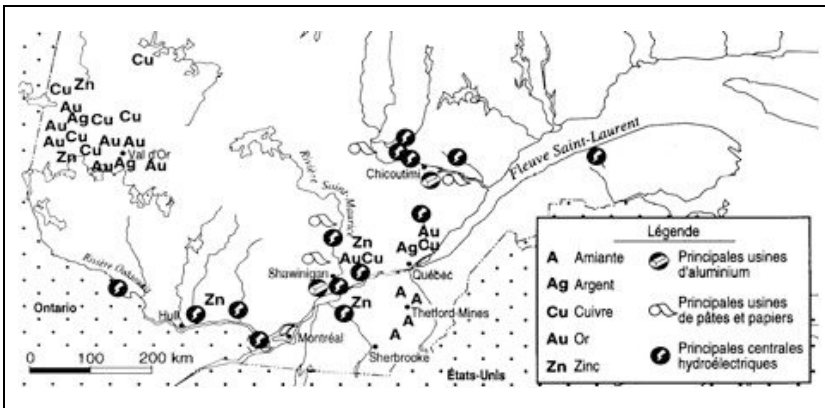 Cu
Cu Zn
Au
Ag Cu Cu
Au
Cu
Au Cu Au Au
Val d'Or
Zn
Au Ag Au
Rivière
Saint-Maurice
Chicoutimi
Fleuve Saint-Laurent
Au
Cu
Ag
Québec
Zn
Au Cu
Shawinigan
Rivière Outaouais
Ontario
Zn
Hull
Zn
Montréal
A
A
Thetford-Mines
A
A
Sherbrooke
États-Unis
0 100 200 km
Légende
A Amiante
Ag Argent
Cu Cuivre
Au Or
Zn Zinc
Principales usines
d'aluminium
Principales usines
de pâtes et papiers
Principales centrales
hydroélectriques